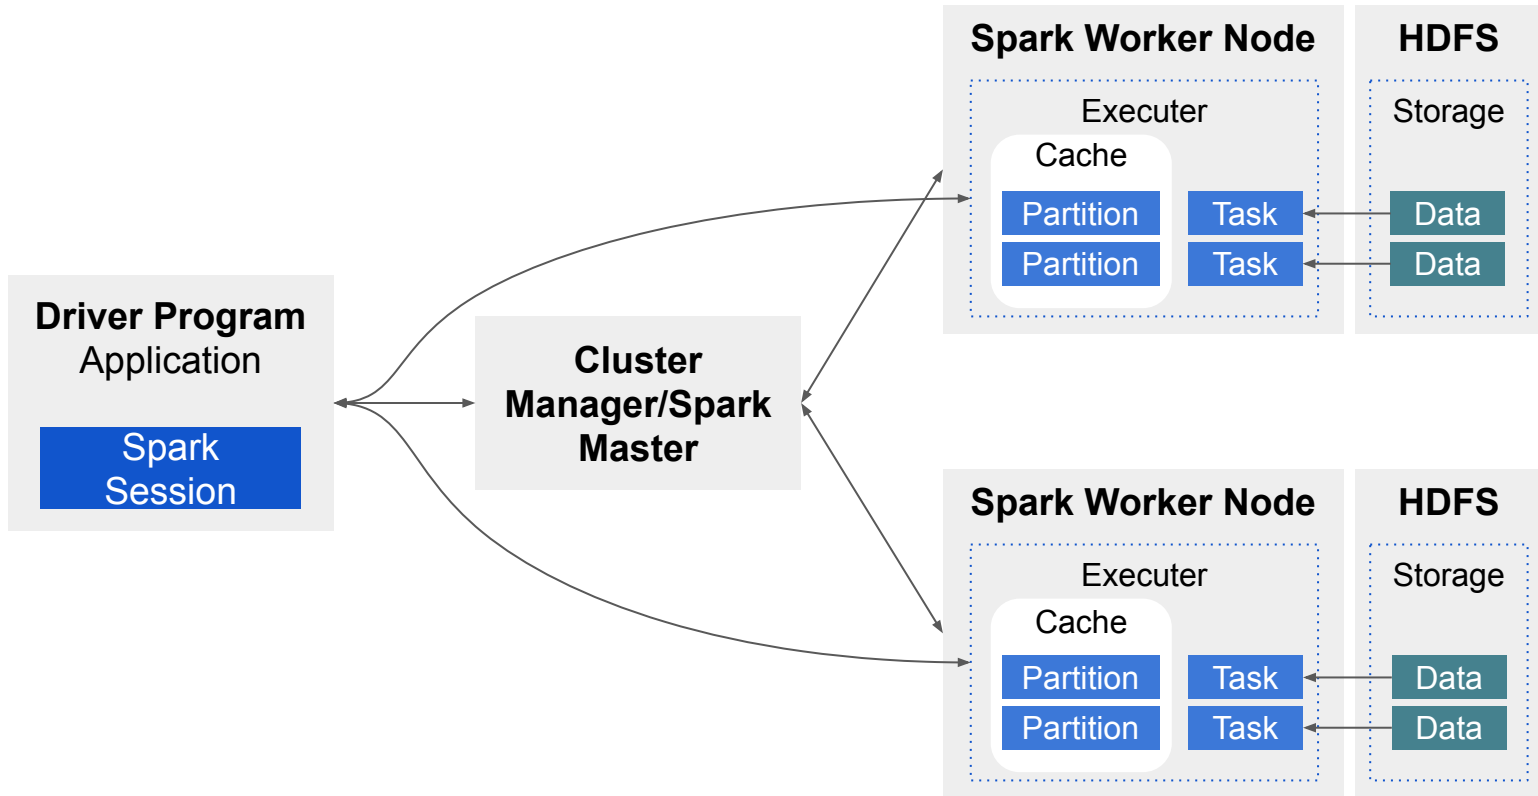 Driver Program
Application
Spark
Session
Cluster
Manager/Spark
Master
Spark Worker Node
Executer
Cache
Partition
Task
Partition
Task
HDFS
Storage
Data
Data
Spark Worker Node
Executer
Cache
Partition
Task
Partition
Task
HDFS
Storage
Data
Data